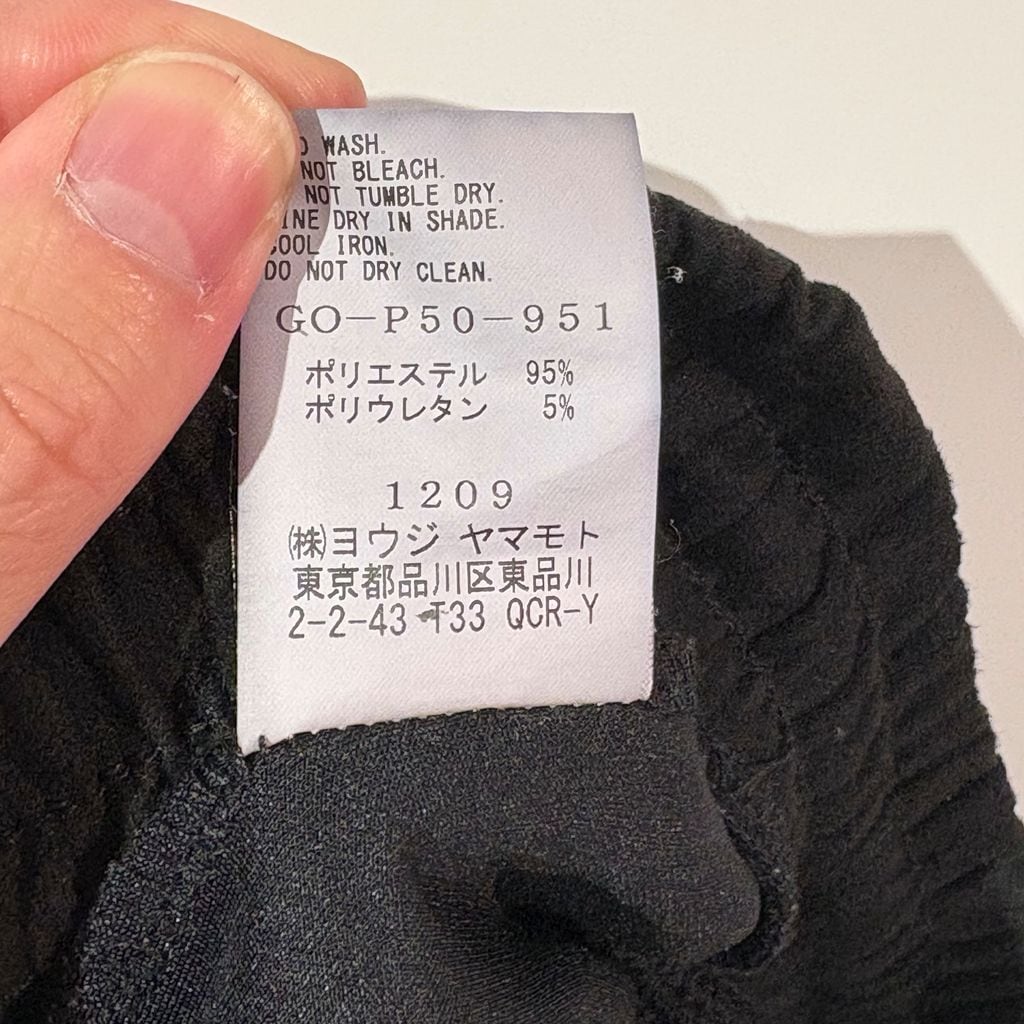 WASH.
NOT BLEACH.
NOT TUMBLE DRY.
DRY IN SHADE.
COOL IRON.
DO NOT DRY CLEAN.
GO-P50-951
ポリエステル 95%
ポリウレタン 5%
1209
㈱ヨウジ ヤマモト
東京都品川区東品川
2-2-43 T33 QCR-Y